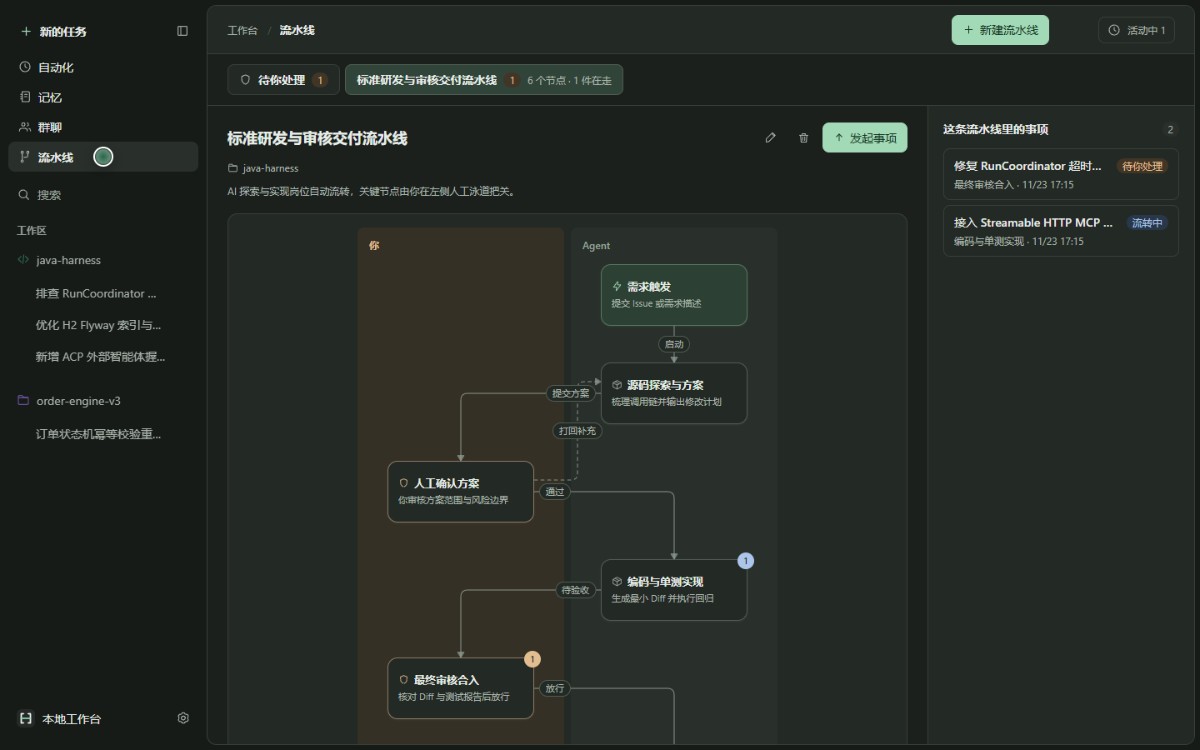 新的任务
自动化
记忆
群聊
流水线
搜索
工作区
java-harness
排查 RunCoordinator ...
优化 H2 Flyway 索引与...
新增 ACP 外部智能体握...
order-engine-v3
订单状态机幂等校验重...
本地工作台
工作台 / 流水线
+ 新建流水线
活动中 1
待你处理 1
标准研发与审核交付流水线 1 6 个节点 · 1 件在走
标准研发与审核交付流水线
发起事项
java-harness
AI 探索与实现岗位自动流转，关键节点由你在左侧人工泳道把关。
你
Agent
需求触发
提交 Issue 或需求描述
启动
源码探索与方案
梳理调用链并输出修改计划
提交方案
打回补充
人工确认方案
你审核方案范围与风险边界
通过
1
编码与单测实现
生成最小 Diff 并执行回归
待验收
1
最终审核合入
核对 Diff 与测试报告后放行
放行
这条流水线里的事项 2
修复 RunCoordinator 超时... 待你处理
最终审核合入 · 11/23 17:15
接入 Streamable HTTP MCP ... 流转中
编码与单测实现 · 11/23 17:15